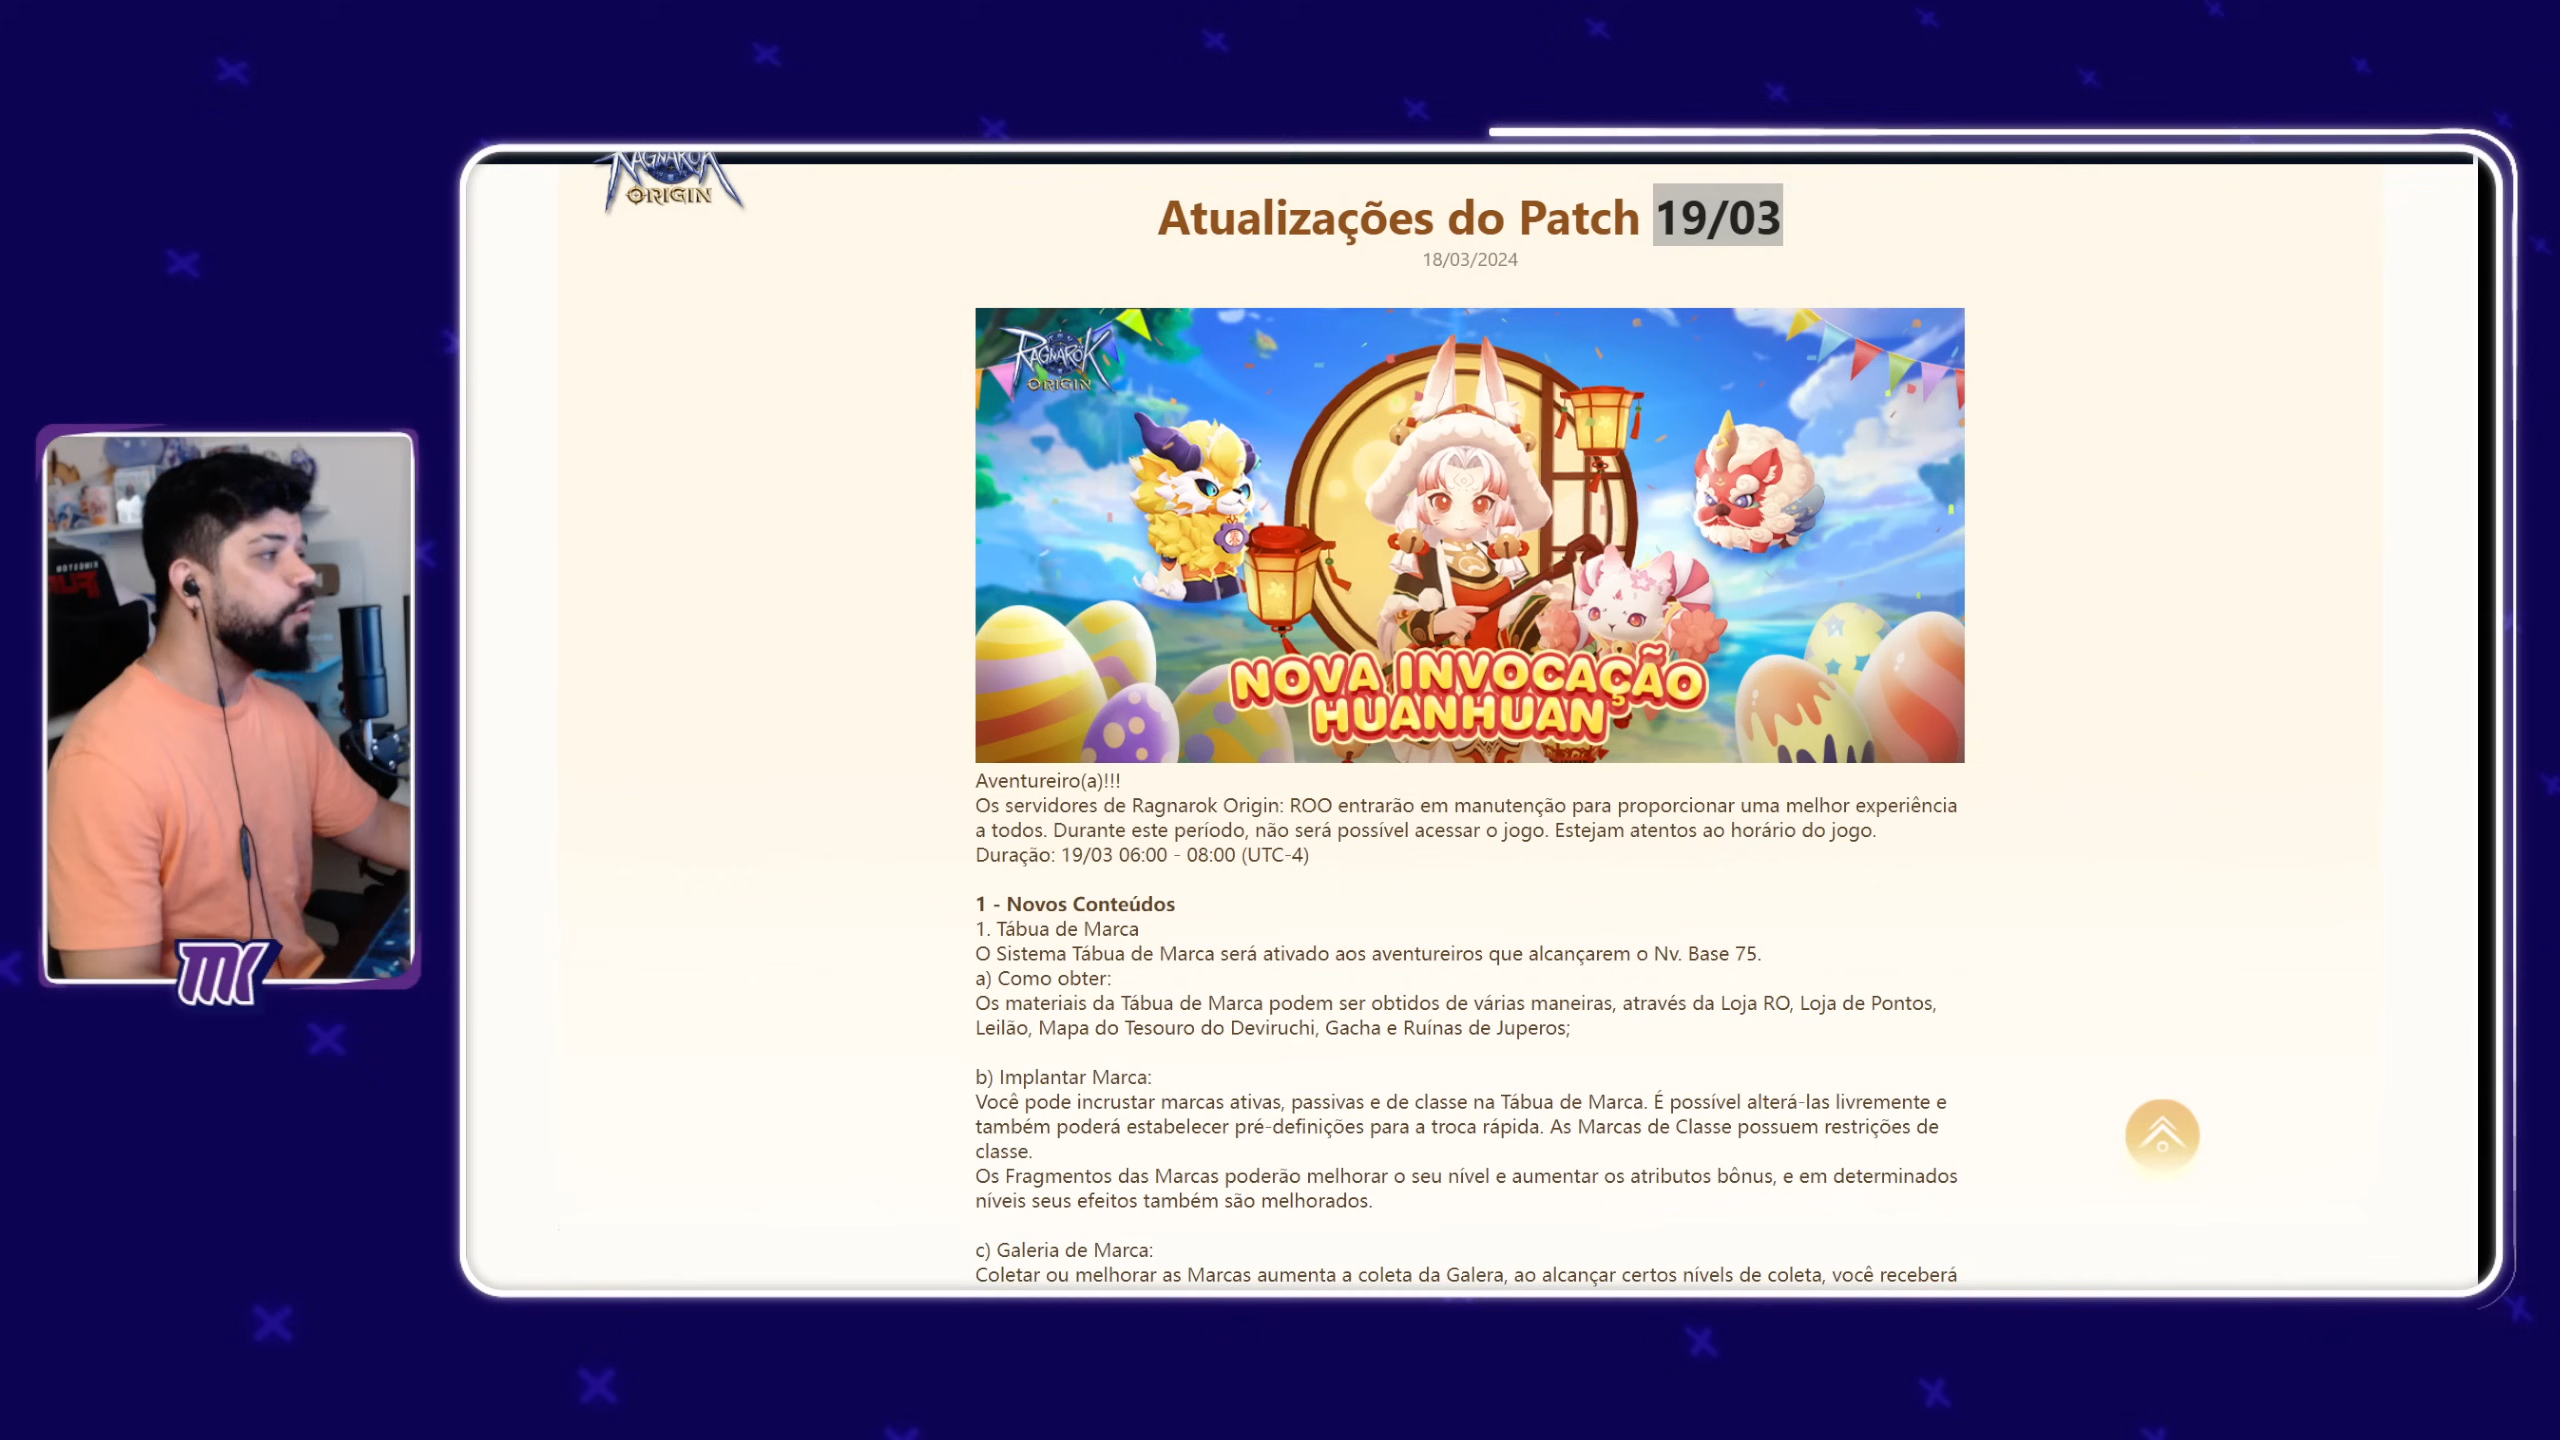 RAGNARÖK
ORIGIN
Atualizações do Patch 19/03
18/03/2024
RAGNARÖK
ORIGIN
NOVA INVOCAÇÃO
HUANHUAN
Aventureiro(a)!!!
Os servidores de Ragnarok Origin: ROO entrarão em manutenção para proporcionar uma melhor experiência
a todos. Durante este período, não será possível acessar o jogo. Estejam atentos ao horário do jogo.
Duração: 19/03 06:00 - 08:00 (UTC-4)
1 - Novos Conteúdos
1. Tábua de Marca
O Sistema Tábua de Marca será ativado aos aventureiros que alcançarem o Nv. Base 75.
a) Como obter:
Os materiais da Tábua de Marca podem ser obtidos de várias maneiras, através da Loja RO, Loja de Pontos,
Leilão, Mapa do Tesouro do Deviruchi, Gacha e Ruínas de Juperos;
b) Implantar Marca:
Você pode incrustar marcas ativas, passivas e de classe na Tábua de Marca. É possível alterá-las livremente e
também poderá estabelecer pré-definições para a troca rápida. As Marcas de Classe possuem restrições de
classe.
Os Fragmentos das Marcas poderão melhorar o seu nível e aumentar os atributos bônus, e em determinados
níveis seus efeitos também são melhorados.
c) Galeria de Marca:
Coletar ou melhorar as Marcas aumenta a coleta da Galera, ao alcançar certos nívels de coleta, você receberá
MK